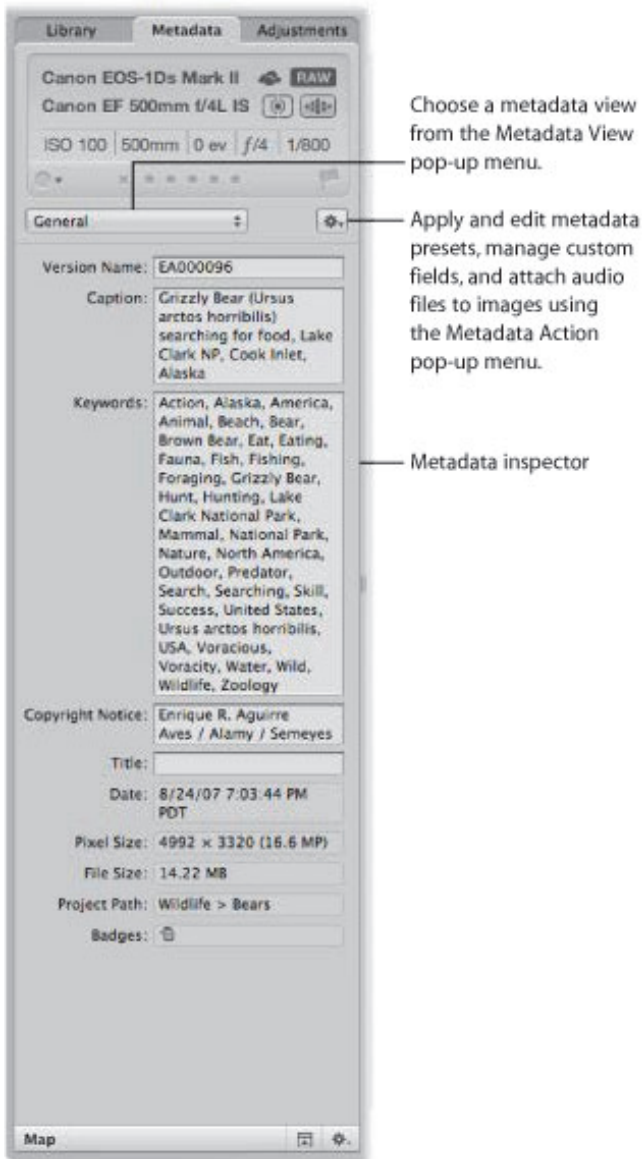 Library Metadata Adjustments
Canon EOS-1Ds Mark II RAW
Canon EF 500mm f/4L IS
ISO 100 500mm 0 ev f/4 1/800
General
Version Name: EA000096
Caption: Grizzly Bear (Ursus
arctos horribilis)
searching for food, Lake
Clark NP, Cook Inlet,
Alaska
Keywords: Action, Alaska, America,
Animal, Beach, Bear,
Brown Bear, Eat, Eating,
Fauna, Fish, Fishing,
Foraging, Grizzly Bear,
Hunt, Hunting, Lake
Clark National Park,
Mammal, National Park,
Nature, North America,
Outdoor, Predator,
Search, Searching, Skill,
Success, United States,
Ursus arctos horribilis,
USA, Voracious,
Voracity, Water, Wild,
Wildlife, Zoology
Copyright Notice: Enrique R. Aguirre
Aves / Alamy / Semeyes
Title:
Date: 8/24/07 7:03:44 PM
PDT
Pixel Size: 4992 × 3320 (16.6 MP)
File Size: 14.22 MB
Project Path: Wildlife > Bears
Badges:
Map
Choose a metadata view
from the Metadata View
pop-up menu.
Apply and edit metadata
presets, manage custom
fields, and attach audio
files to images using
the Metadata Action
pop-up menu.
Metadata inspector